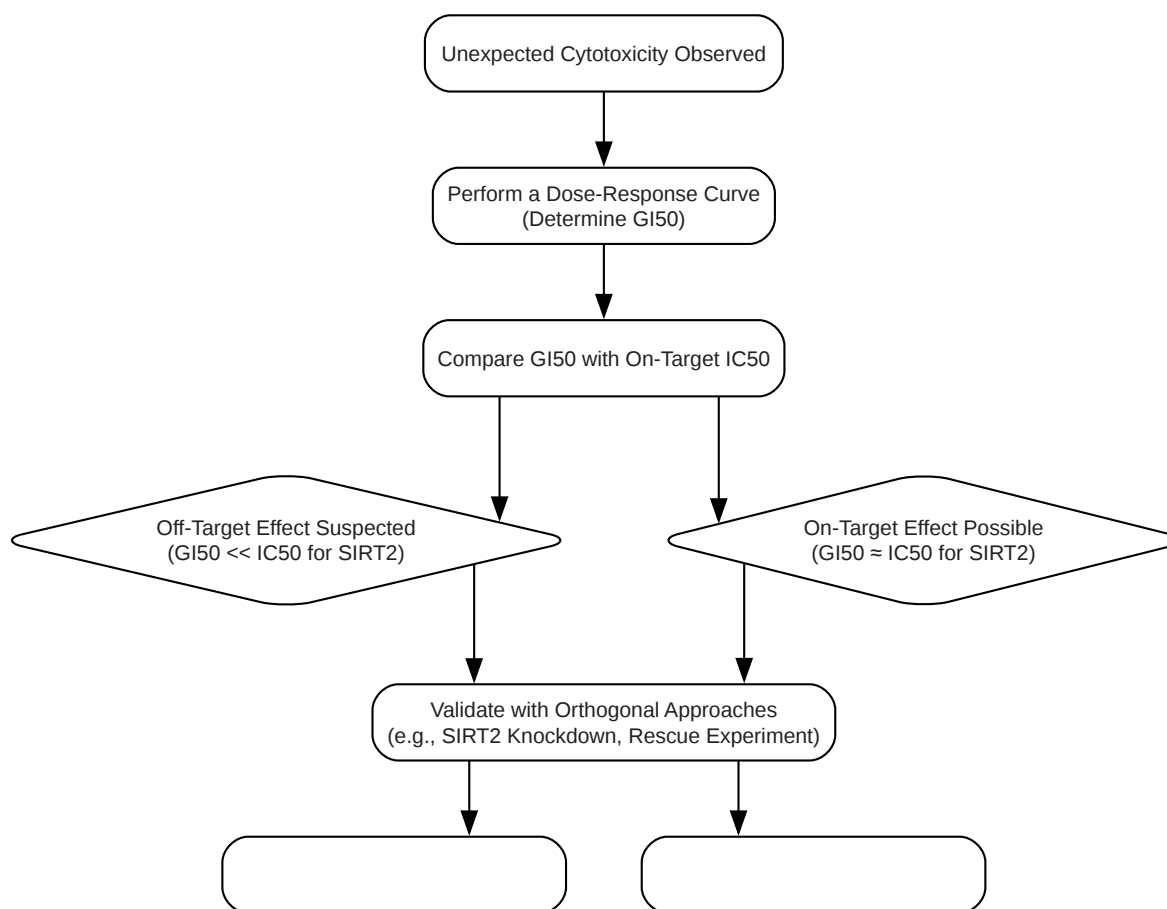 Unexpected Cytotoxicity Observed
Perform a Dose-Response Curve
(Determine GI50)
Compare GI50 with On-Target IC50
Off-Target Effect Suspected
(GI50 << IC50 for SIRT2)
On-Target Effect Possible
(GI50 ≈ IC50 for SIRT2)
Validate with Orthogonal Approaches
(e.g., SIRT2 Knockdown, Rescue Experiment)